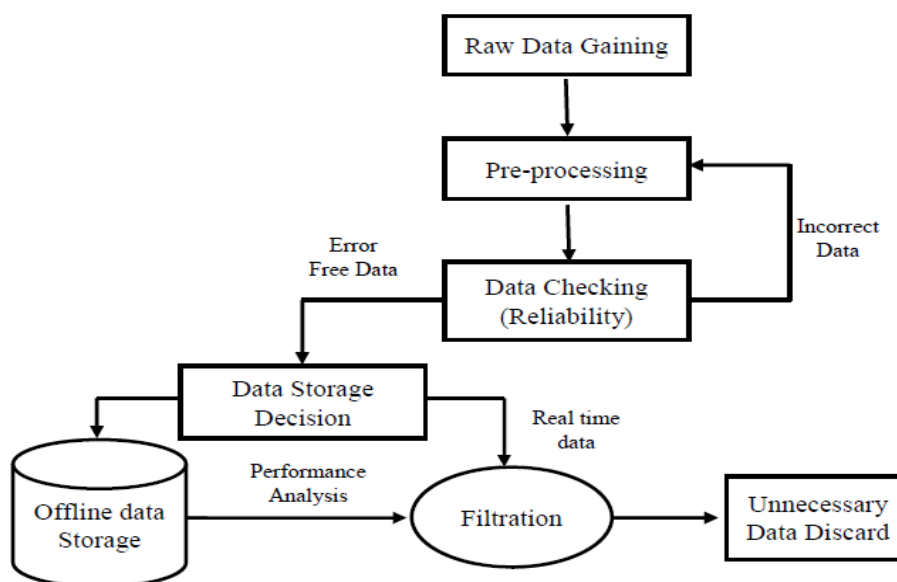 Raw Data Gaining
Pre-processing
Incorrect
Data
Error
Free Data
Data Checking
(Reliability)
Data Storage
Decision
Real time
data
Performance
Analysis
Offline data
Storage
Filtration
Unnecessary
Data Discard